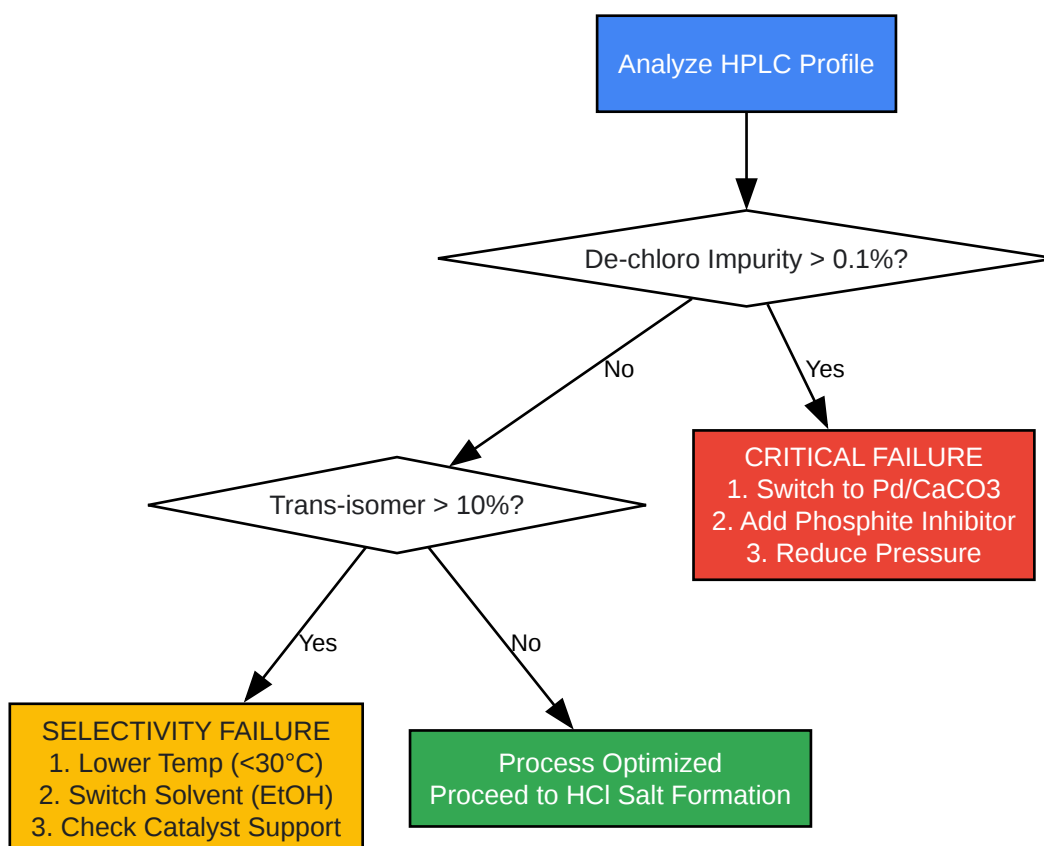 Analyze HPLC Profile
De-chloro Impurity > 0.1%?
No
Yes
CRITICAL FAILURE
1. Switch to Pd/CaCO3
2. Add Phosphite Inhibitor
3. Reduce Pressure
Trans-isomer > 10%?
Yes
No
SELECTIVITY FAILURE
1. Lower Temp (<30°C)
2. Switch Solvent (EtOH)
3. Check Catalyst Support
Process Optimized
Proceed to HCl Salt Formation